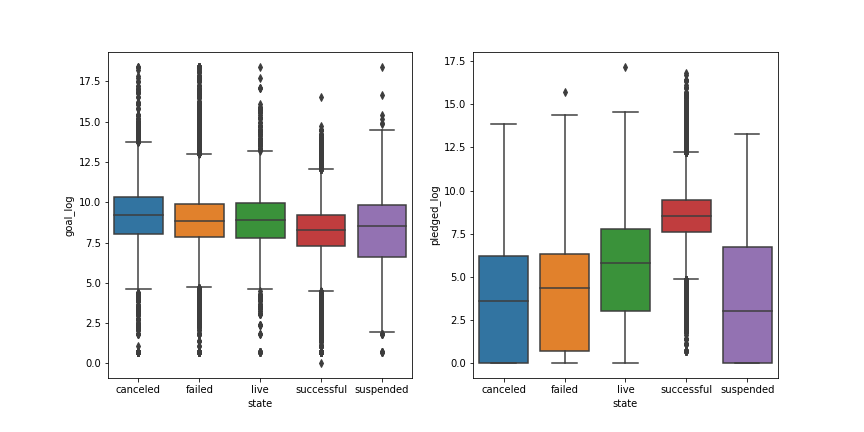 goal_log
17.5
15.0
12.5
10.0
7.5
5.0
2.5
0.0
canceled failed live successful suspended
state
pledged_log
17.5
15.0
12.5
10.0
7.5
5.0
2.5
0.0
canceled failed live successful suspended
state